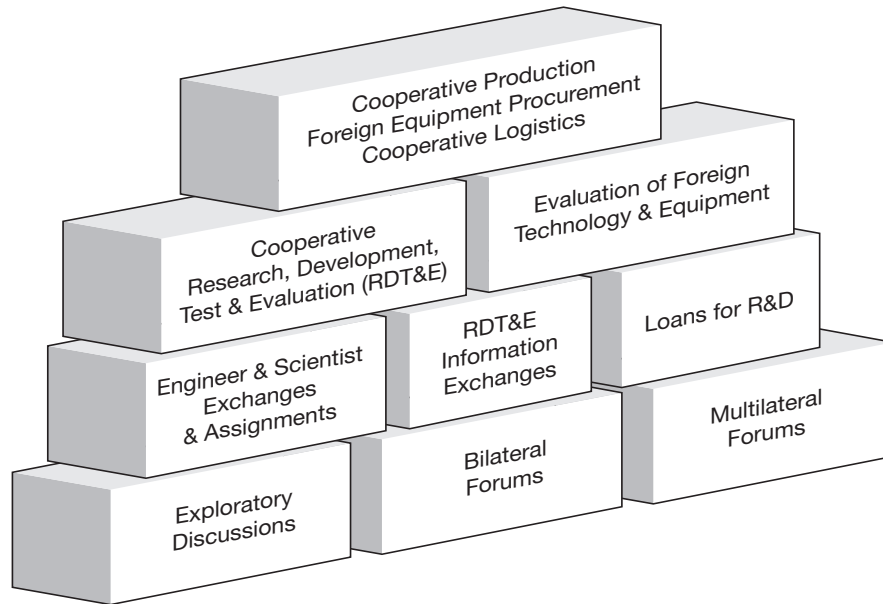 Cooperative Production
Foreign Equipment Procurement
Cooperative Logistics
Cooperative
Research, Development,
Test & Evaluation (RDT&E)
Evaluation of Foreign
Technology & Equipment
Engineer & Scientist
Exchanges
& Assignments
RDT&E
Information
Exchanges
Loans for R&D
Exploratory
Discussions
Bilateral
Forums
Multilateral
Forums